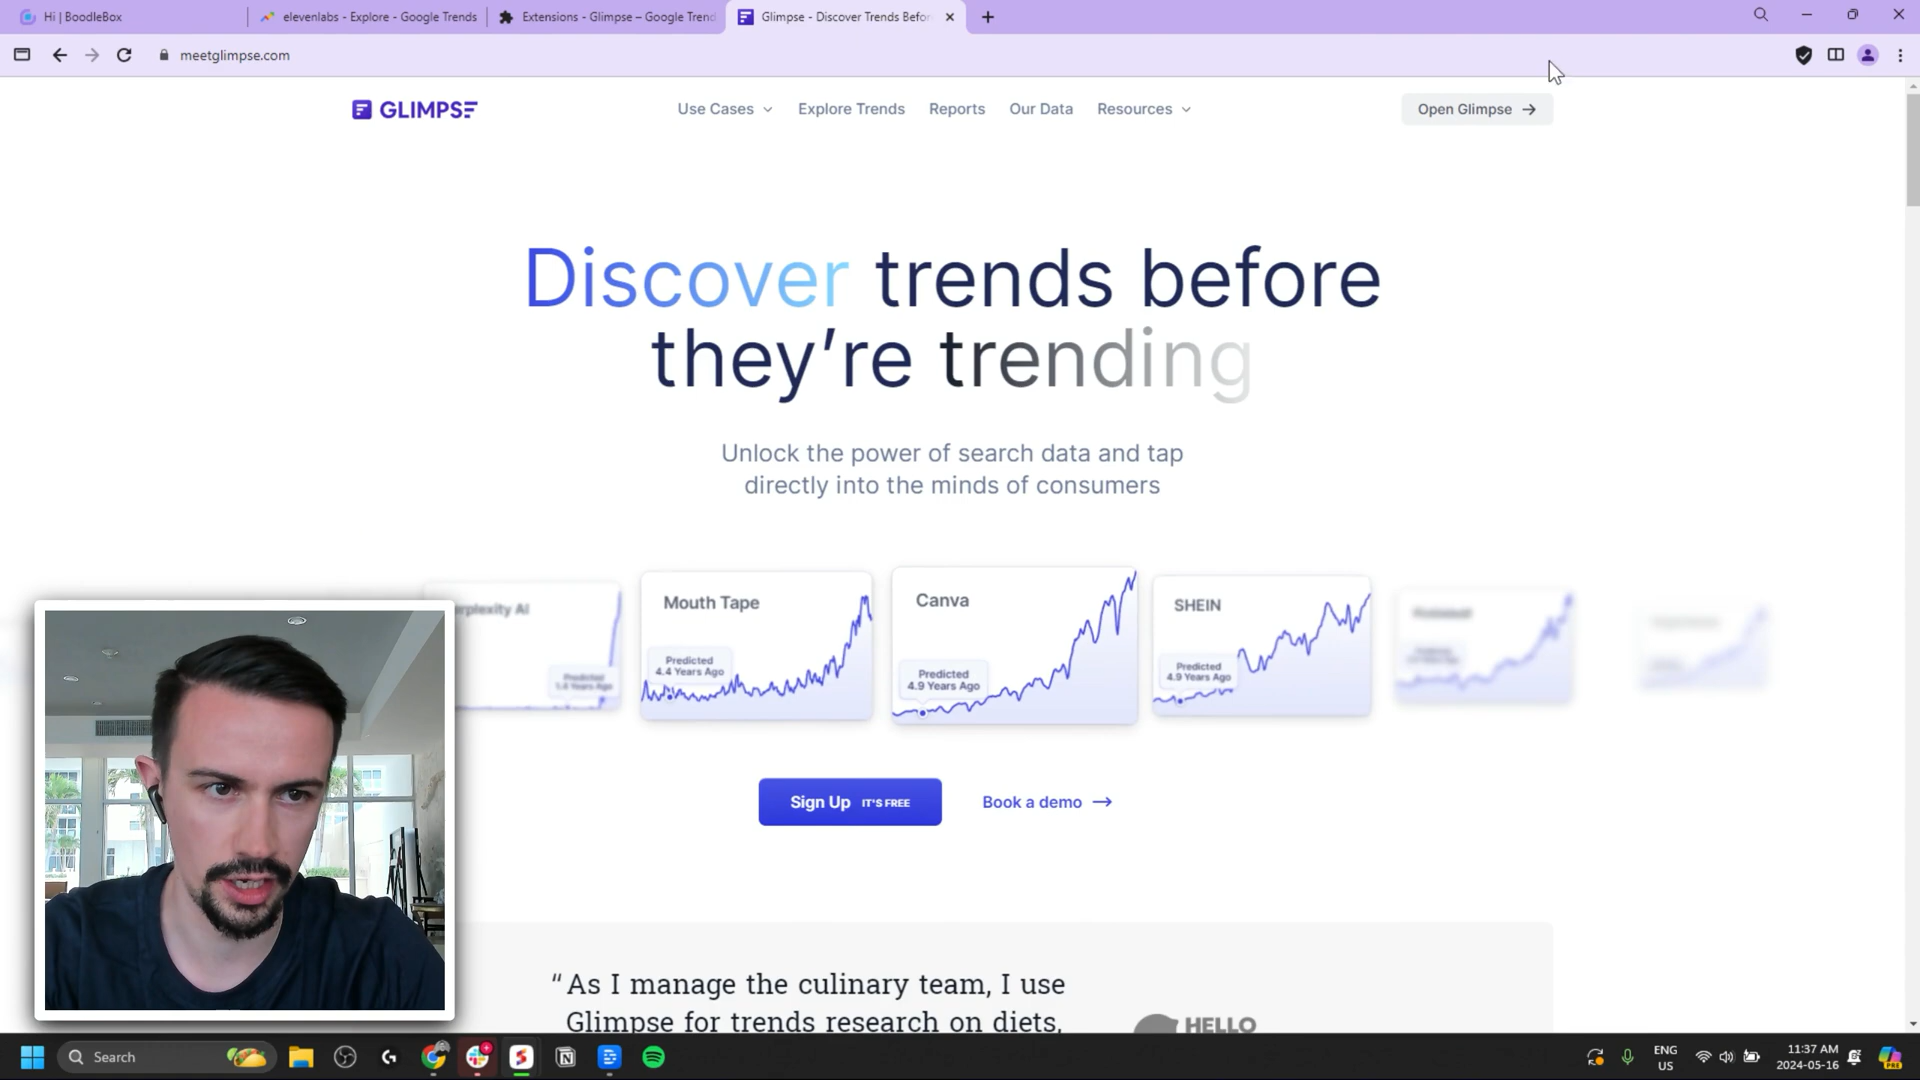 Hi | BoodleBox
elevenlabs - Explore - Google Trends
Extensions - Glimpse – Google Trend
Glimpse - Discover Trends Befor
meetglimpse.com
GLIMPSE
Use Cases
Explore Trends
Reports
Our Data
Resources
Open Glimpse
Discover trends before
they're trending
Unlock the power of search data and tap
directly into the minds of consumers
erplexity AI
Mouth Tape
Predicted
4.4 Years Ago
Canva
Predicted
4.9 Years Ago
SHEIN
Predicted
4.9 Years Ago
Sign Up IT'S FREE
Book a demo
“As I manage the culinary team, I use
Glimpse for trends research on diets,
HELLO
Search
ENG
US
11:37 AM
2024-05-16
PRE